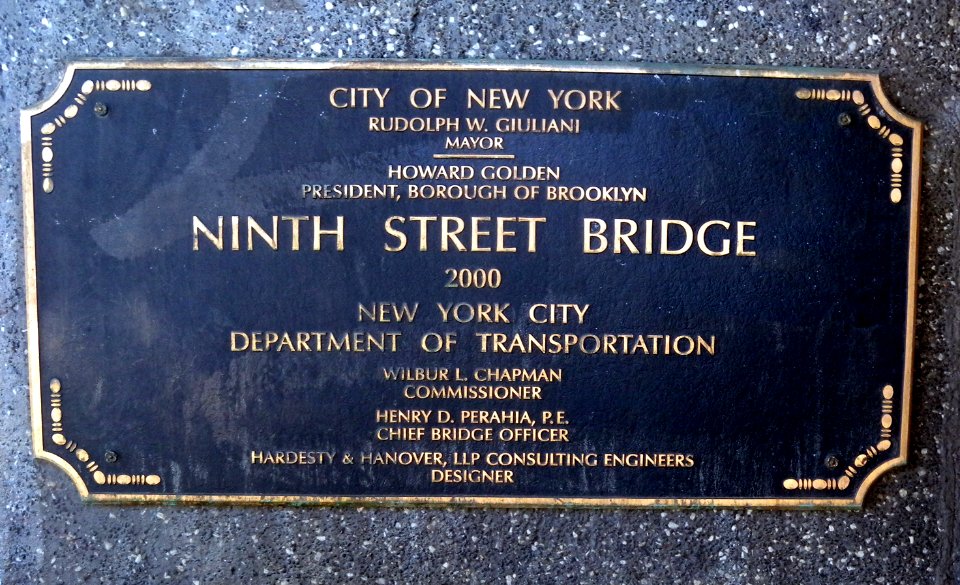 CITY OF NEW YORK
RUDOLPH W. GIULIANI
MAYOR
HOWARD GOLDEN
PRESIDENT, BOROUGH OF BROOKLYN
NINTH STREET BRIDGE
2000
NEW YORK CITY
DEPARTMENT OF TRANSPORTATION
WILBUR L. CHAPMAN
COMMISSIONER
HENRY D. PERAHIA, P.E.
CHIEF BRIDGE OFFICER
HARDESTY & HANOVER, LLP CONSULTING ENGINEERS
DESIGNER